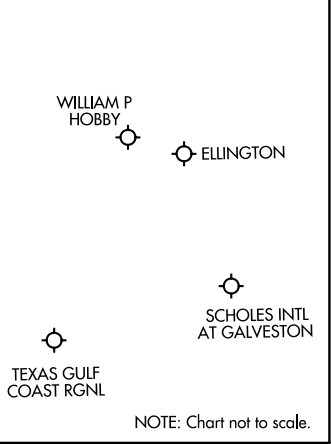 WILLIAM P
HOBBY
ELLINGTON
SCHOLES INTL
AT GALVESTON
TEXAS GULF
COAST RGNL
NOTE: Chart not to scale.